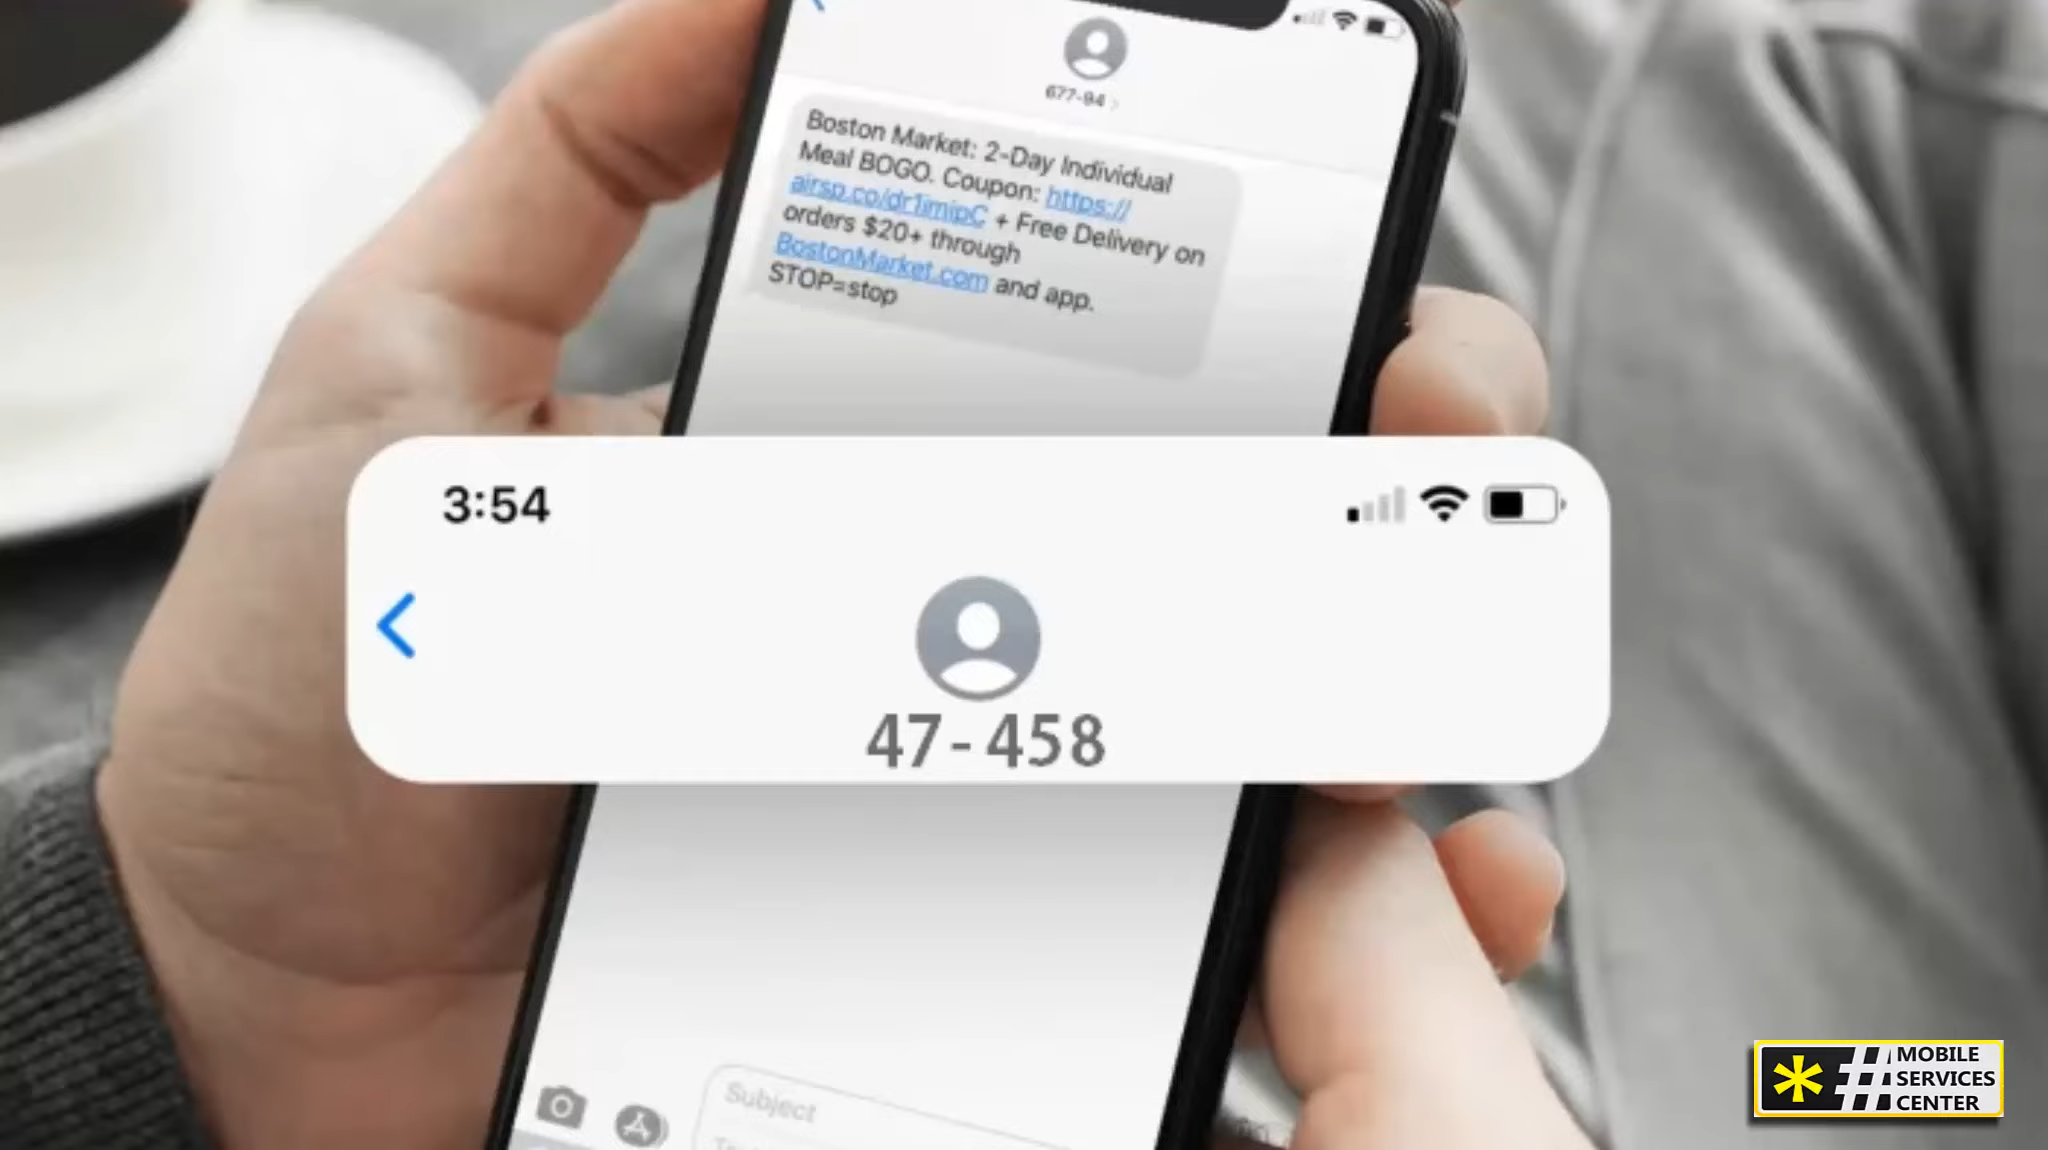 677-94
Boston Market: 2-Day Individual
Meal BOGO. Coupon: https://
airsp.co/dr1imipC + Free Delivery on
orders $20+ through
BostonMarket.com and app.
STOP=stop
3:54
47-458
Subject
*# MOBILE
SERVICES
CENTER